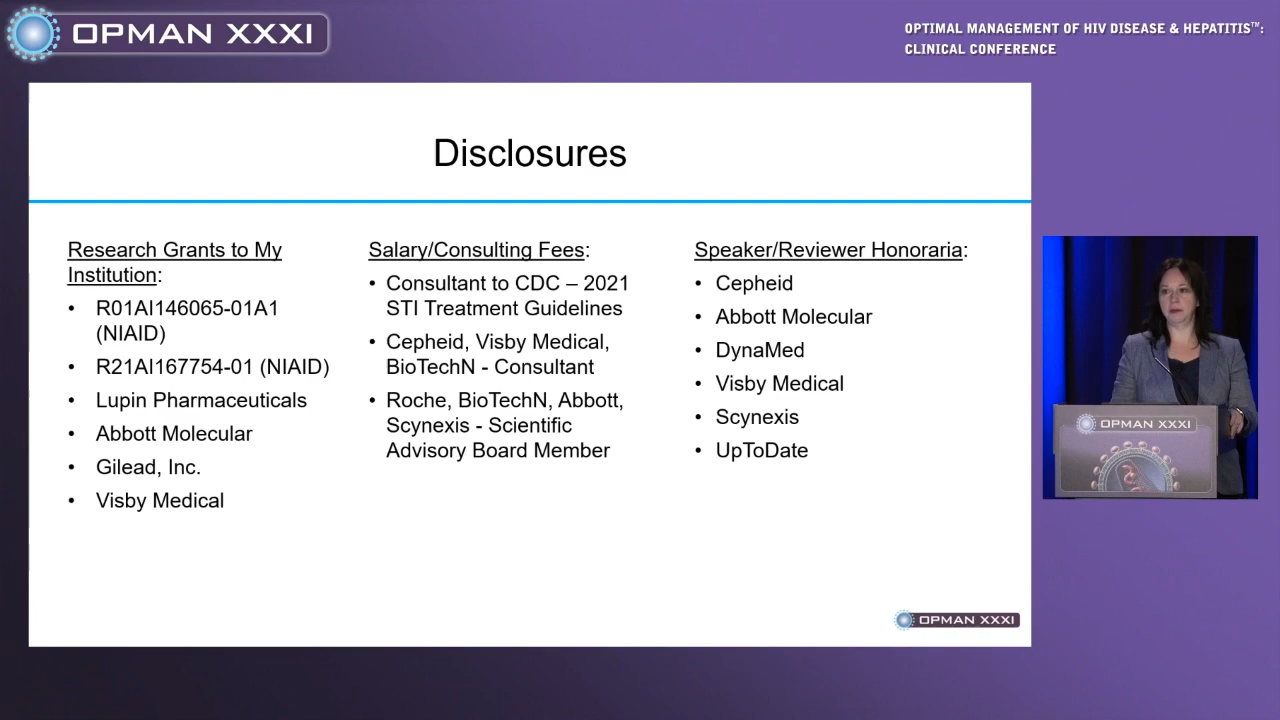 OPMAN XXXI
OPTIMAL MANAGEMENT OF HIV DISEASE & HEPATITIS™:
CLINICAL CONFERENCE
Disclosures
Research Grants to My
Institution:
• R01AI146065-01A1
(NIAID)
• R21AI167754-01 (NIAID)
• Lupin Pharmaceuticals
• Abbott Molecular
• Gilead, Inc.
• Visby Medical
Salary/Consulting Fees:
• Consultant to CDC – 2021
STI Treatment Guidelines
• Cepheid, Visby Medical,
BioTechN - Consultant
• Roche, BioTechN, Abbott,
Scynexis - Scientific
Advisory Board Member
Speaker/Reviewer Honoraria:
• Cepheid
• Abbott Molecular
• DynaMed
• Visby Medical
• Scynexis
• UpToDate
OPMAN XXXI
OPMAN XXXI